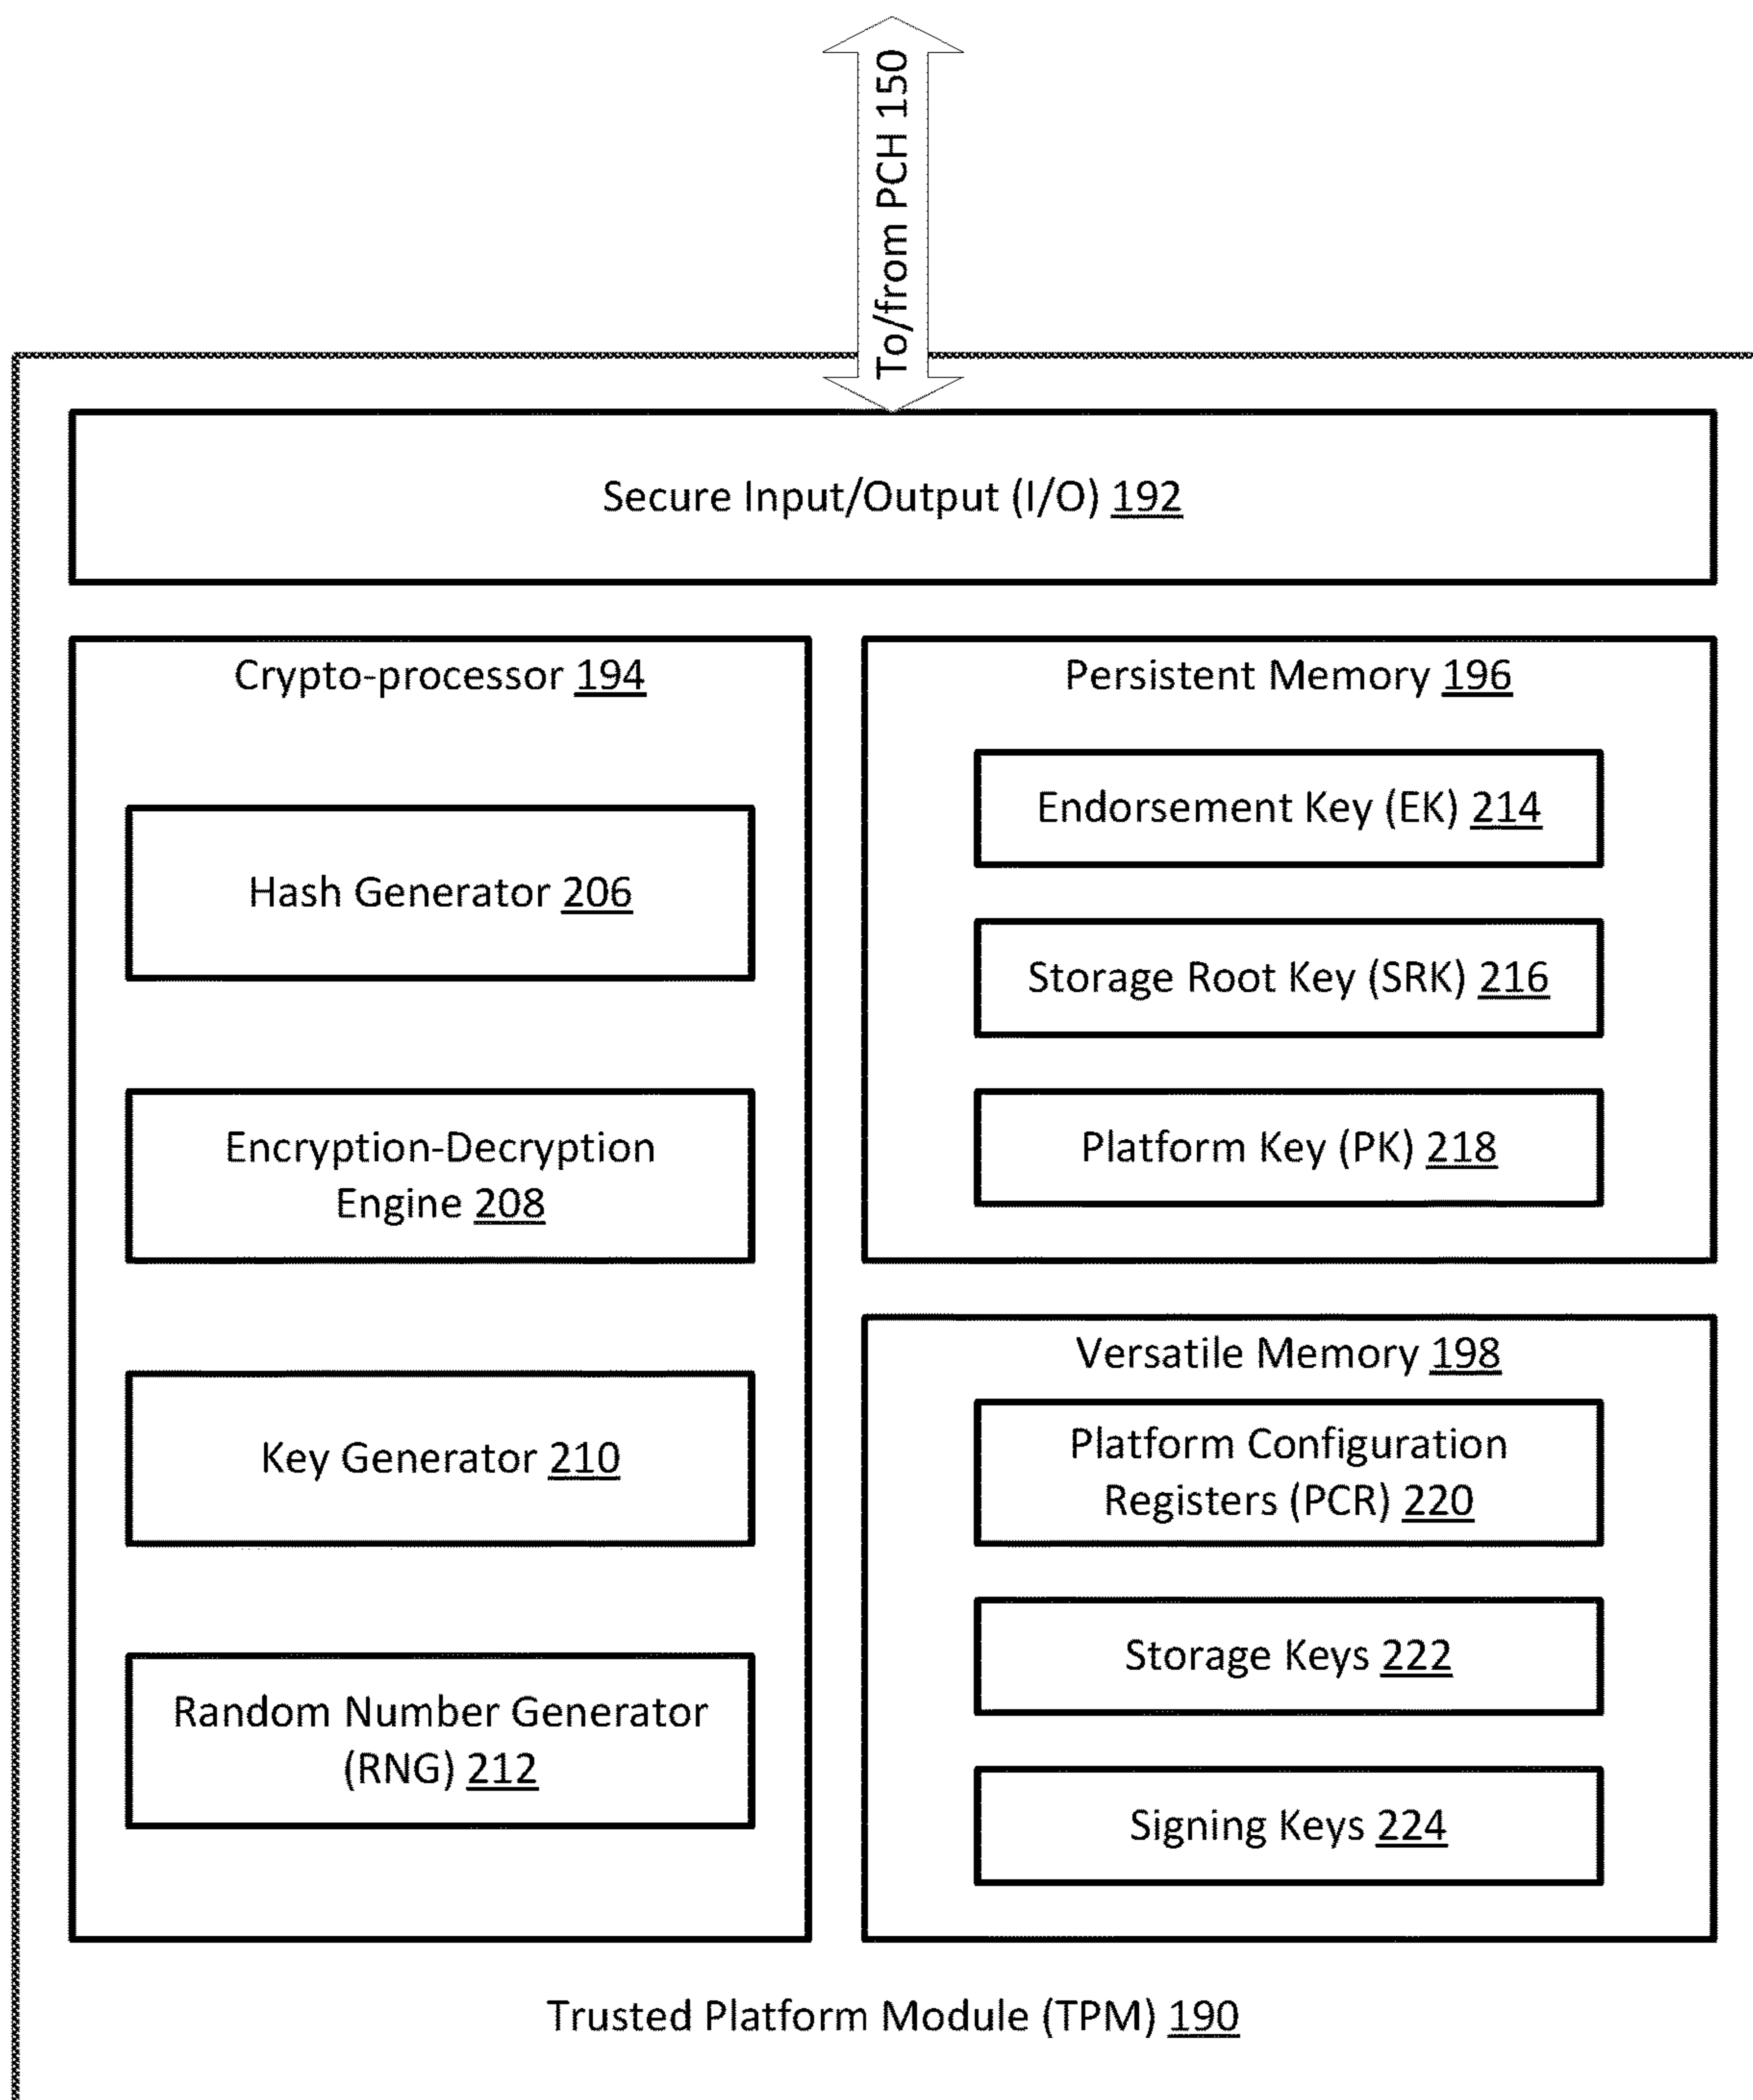 To/from PCH 150
Secure Input/Output (I/O) 192
Crypto-processor 194
Hash Generator 206
Encryption-Decryption
Engine 208
Key Generator 210
Random Number Generator
(RNG) 212
Persistent Memory 196
Endorsement Key (EK) 214
Storage Root Key (SRK) 216
Platform Key (PK) 218
Versatile Memory 198
Platform Configuration
Registers (PCR) 220
Storage Keys 222
Signing Keys 224
Trusted Platform Module (TPM) 190